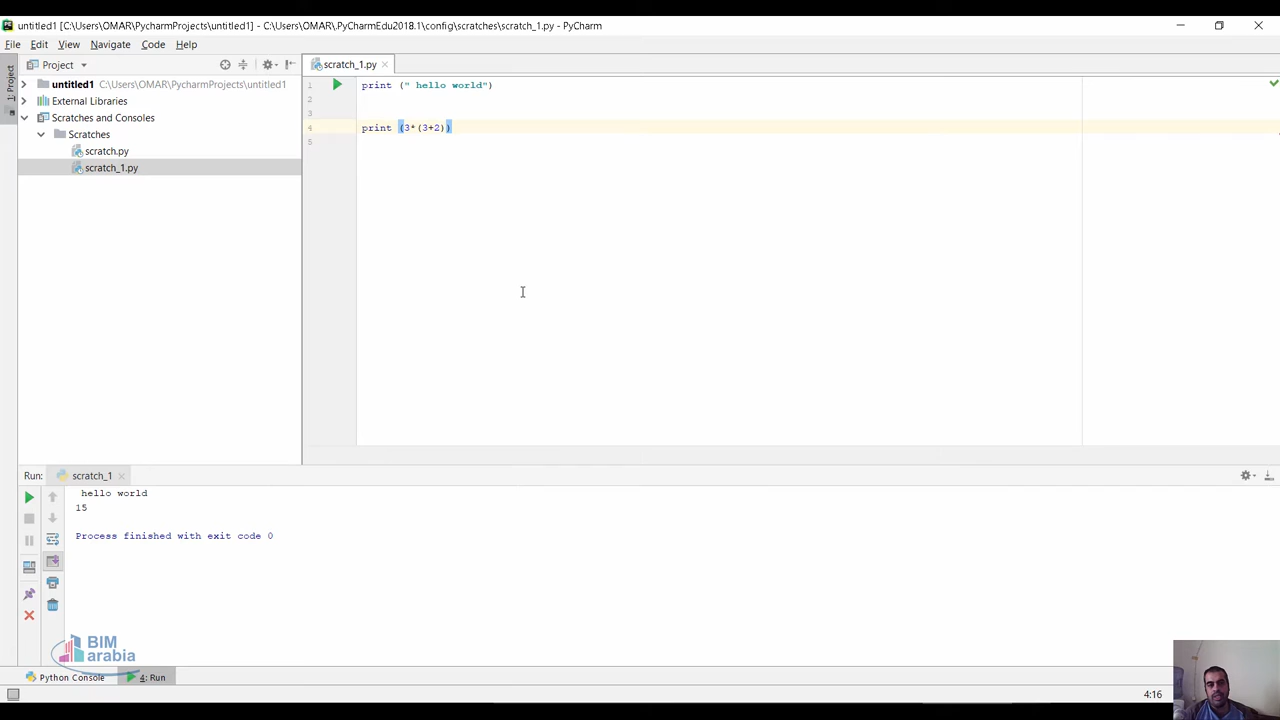 untitled1 [C:\Users\OMAR\PycharmProjects\untitled1] - C:\Users\OMAR\.PyCharmEdu2018.1\config\scratches\scratch_1.py - PyCharm
File Edit View Navigate Code Help
Project
scratch_1.py
1: Project
untitled1 C:\Users\OMAR\PycharmProjects\untitled1
External Libraries
Scratches and Consoles
Scratches
scratch.py
scratch_1.py
1 print (" hello world")
2
3
4 print (3*(3+2))
5
Run: scratch_1
hello world
15
Process finished with exit code 0
BIM
arabia
Python Console 4: Run
4:16